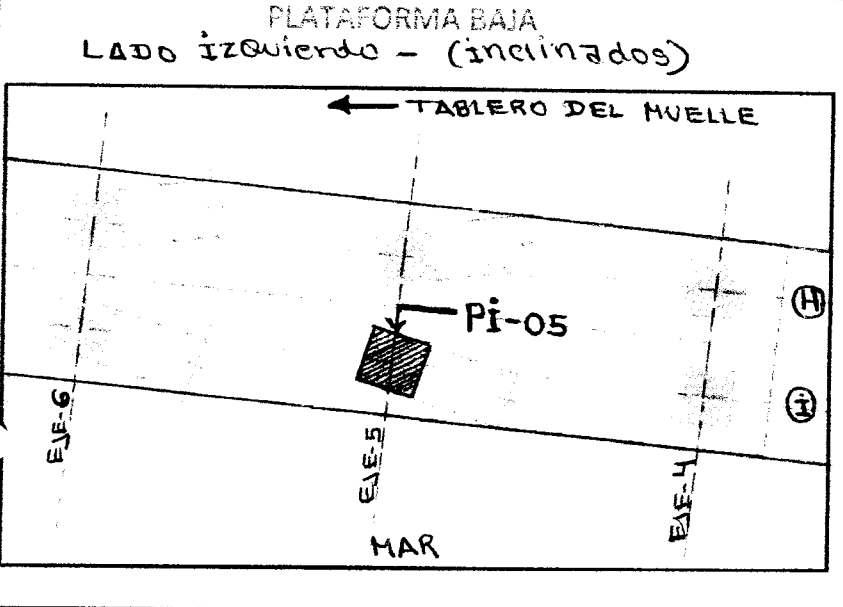 PLATAFORMA BAJA
LADO izQuierdo - (inclinados)
← TABLERO DEL MUELLE
H
Pi-05
i
EJE-6
EJE-5
EJE-4
MAR